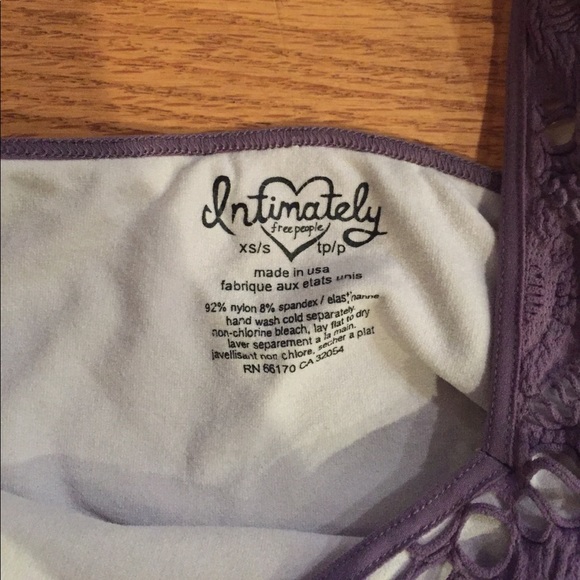 Intimately
free people
xs/s tp/p
made in usa
fabrique aux etats unis
92% nylon 8% spandex / elasthanne
hand wash cold separately
non-chlorine bleach, lay flat to dry
laver separement a la main.
javellisant non chlore, secher a plat
RN 66170 CA 32054